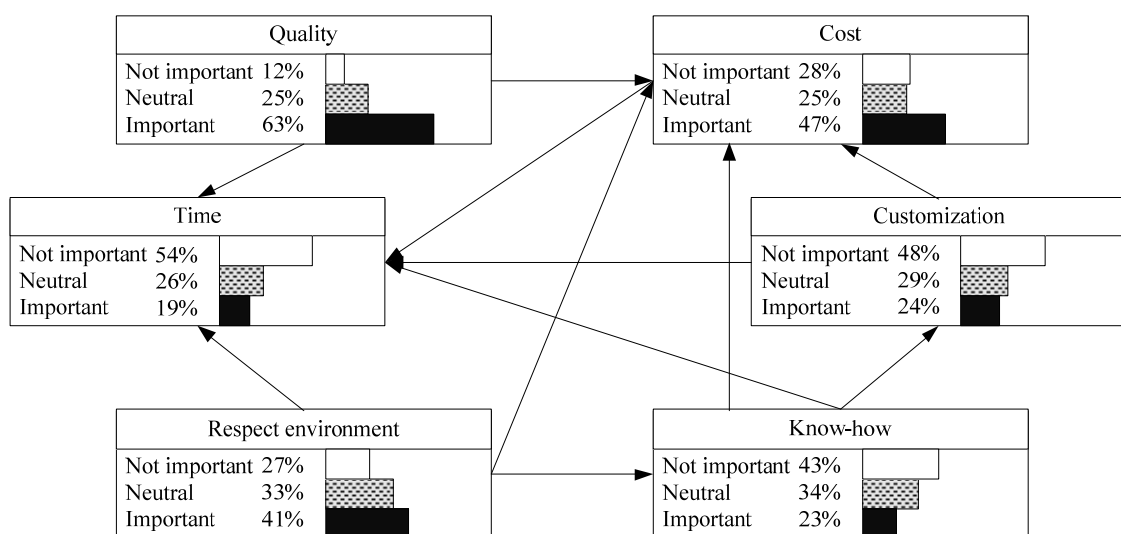 Quality
Not important 12%
Neutral 25%
Important 63%
Cost
Not important 28%
Neutral 25%
Important 47%
Time
Not important 54%
Neutral 26%
Important 19%
Customization
Not important 48%
Neutral 29%
Important 24%
Respect environment
Not important 27%
Neutral 33%
Important 41%
Know-how
Not important 43%
Neutral 34%
Important 23%